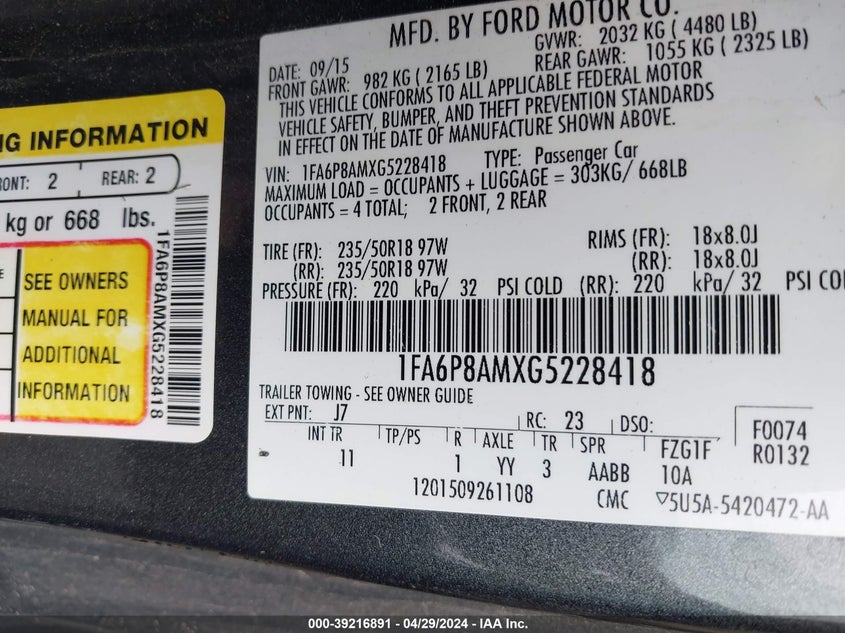 NG INFORMATION
FRONT: 2 REAR: 2
kg or 668 lbs.
SEE OWNERS
MANUAL FOR
ADDITIONAL
INFORMATION
1FA6P8AMXG5228418
MFD. BY FORD MOTOR CO.
DATE: 09/15 GVWR: 2032 KG ( 4480 LB)
FRONT GAWR: 982 KG ( 2165 LB) REAR GAWR: 1055 KG ( 2325 LB)
THIS VEHICLE CONFORMS TO ALL APPLICABLE FEDERAL MOTOR
VEHICLE SAFETY, BUMPER, AND THEFT PREVENTION STANDARDS
IN EFFECT ON THE DATE OF MANUFACTURE SHOWN ABOVE.
VIN: 1FA6P8AMXG5228418 TYPE: Passenger Car
MAXIMUM LOAD = OCCUPANTS + LUGGAGE = 303KG/ 668LB
OCCUPANTS = 4 TOTAL; 2 FRONT, 2 REAR
TIRE (FR): 235/50R18 97W RIMS (FR): 18x8.0J
(RR): 235/50R18 97W (RR): 18x8.0J
PRESSURE (FR): 220 kPa/ 32 PSI COLD (RR): 220 kPa/ 32 PSI COL
1FA6P8AMXG5228418
TRAILER TOWING - SEE OWNER GUIDE
EXT PNT: J7 RC: 23 DSO: F0074
INT TR TP/PS R AXLE TR SPR FZG1F R0132
11 1 YY 3 AABB 10A
1201509261108 CMC ▽5U5A-5420472-AA
000-39216891 - 04/29/2024 - IAA Inc.